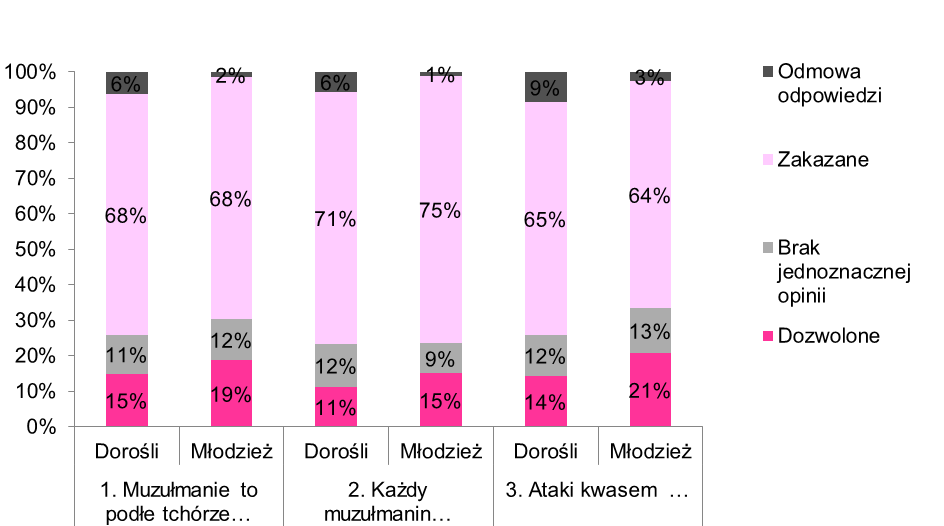 100%
90%
80%
70%
60%
50%
40%
30%
20%
10%
0%
6% 2% 6% 1% 9% 3%
68% 68% 71% 75% 65% 64%
11% 12% 12% 9% 12% 13%
15% 19% 11% 15% 14% 21%
Dorośli Młodzież Dorośli Młodzież Dorośli Młodzież
1. Muzułmanie to
podłe tchórze…
2. Każdy
muzułmanin…
3. Ataki kwasem …
Odmowa
odpowiedzi
Zakazane
Brak
jednoznacznej
opinii
Dozwolone